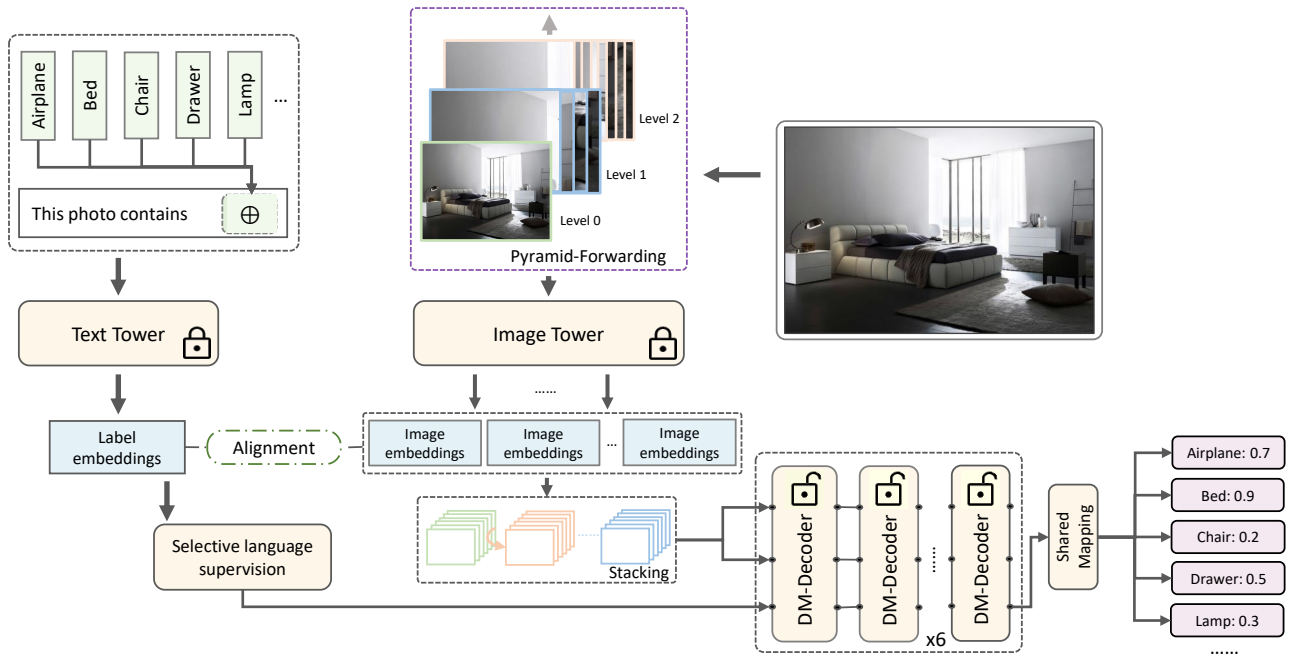 Airplane
Bed
Chair
Drawer
Lamp
...
This photo contains
⊕
Level 2
Level 1
Level 0
Pyramid-Forwarding
Text Tower
Image Tower
......
Label
embeddings
Alignment
Image
embeddings
Image
embeddings
...
Image
embeddings
Selective language
supervision
Stacking
DM-Decoder
DM-Decoder
DM-Decoder
x6
Shared
Mapping
Airplane: 0.7
Bed: 0.9
Chair: 0.2
Drawer: 0.5
Lamp: 0.3
......